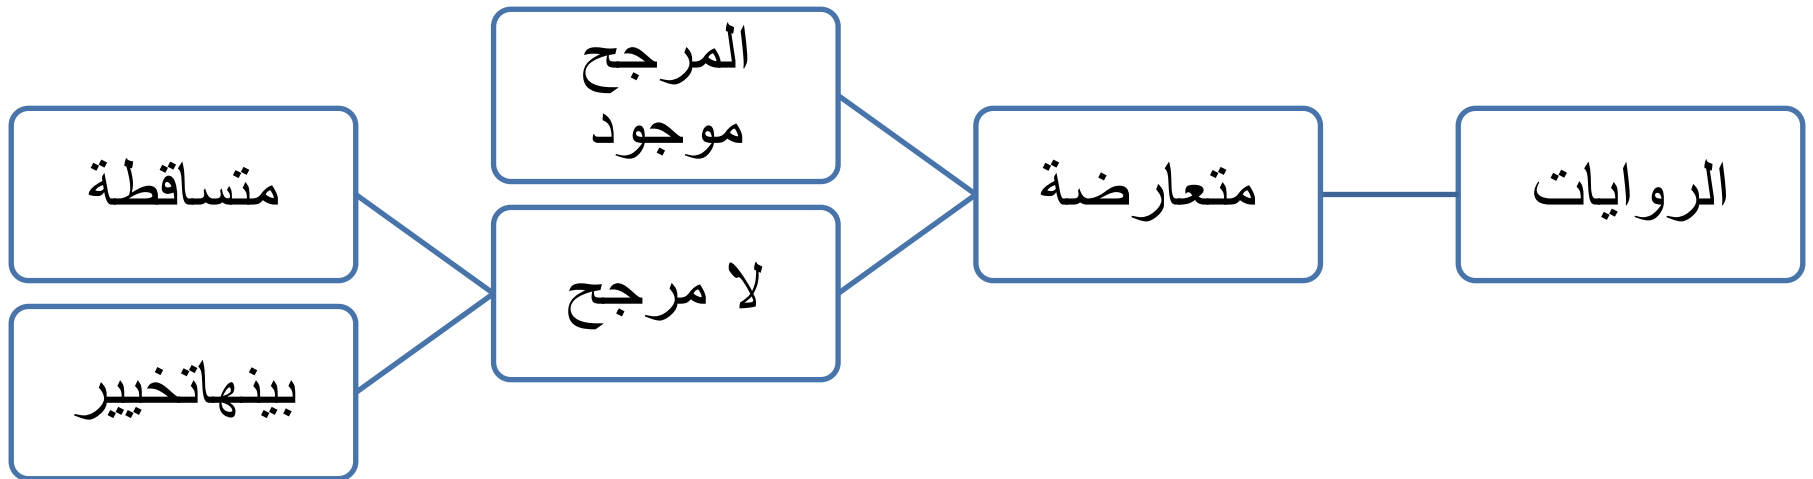 الروايات
متعارضة
المرجح
موجود
لا مرجح
متساقطة
بينهاتخيير